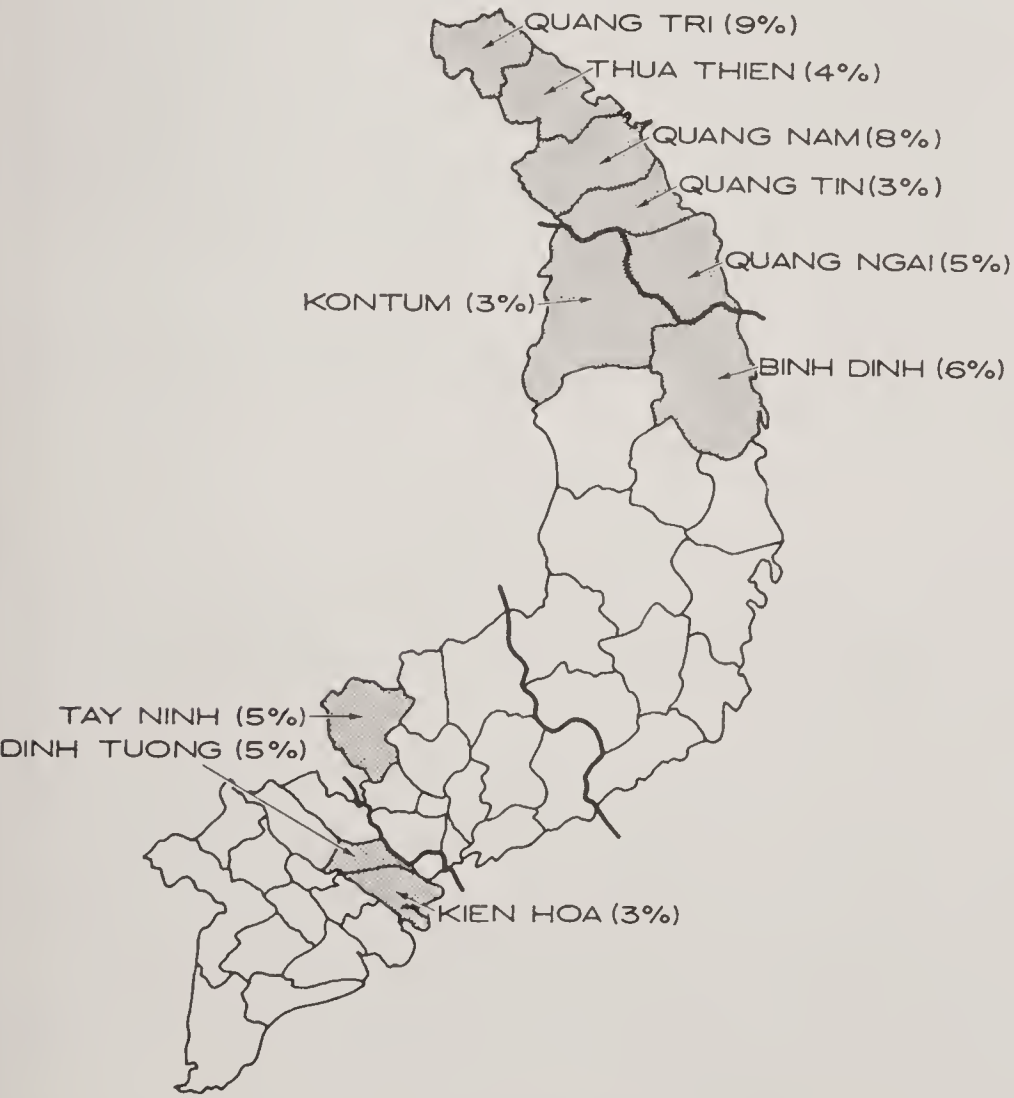 QUANG TRI (9%)
THUA THIEN (4%)
QUANG NAM (8%)
QUANG TIN (3%)
QUANG NGAI (5%)
KONTUM (3%)
BINH DINH (6%)
TAY NINH (5%)
DINH TUONG (5%)
KIEN HOA (3%)